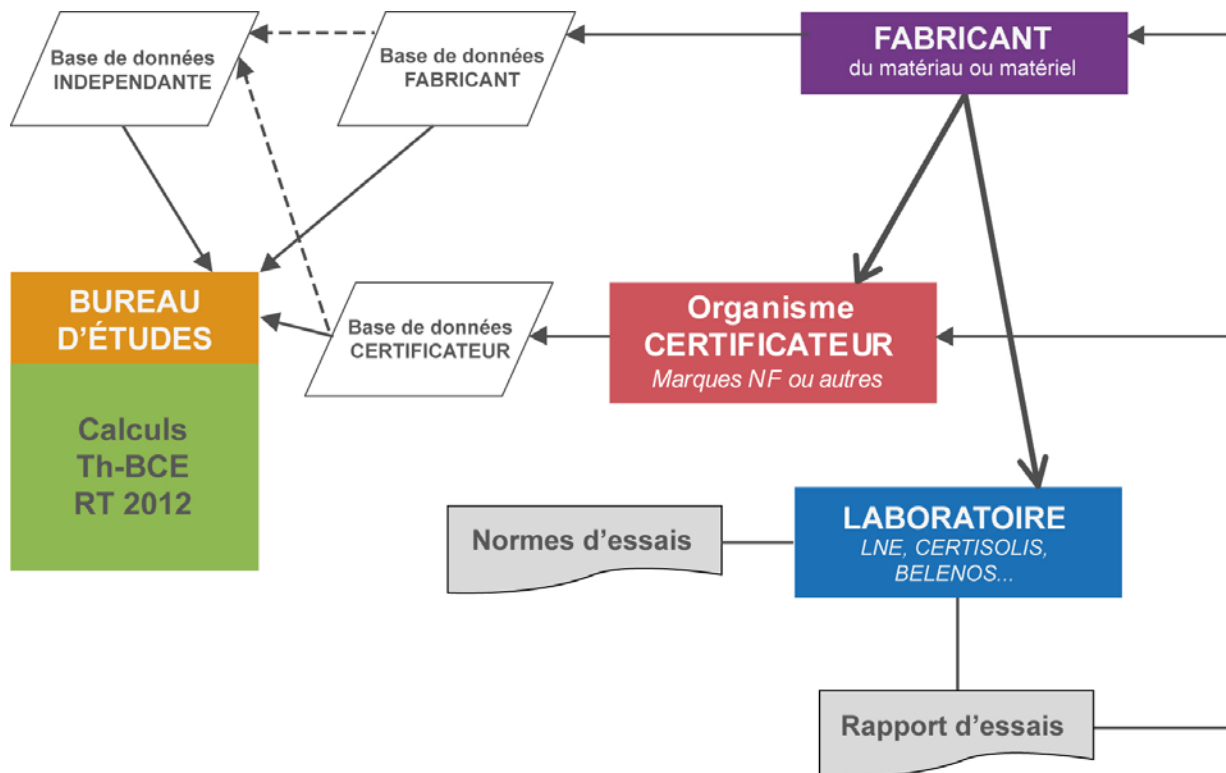 Base de données
INDEPENDANTE
Base de données
FABRICANT
FABRICANT
du matériau ou matériel
BUREAU
D'ÉTUDES
Calculs
Th-BCE
RT 2012
Base de données
CERTIFICATEUR
Organisme
CERTIFICATEUR
Marques NF ou autres
Normes d'essais
LABORATOIRE
LNE, CERTISOLIS,
BELENOS...
Rapport d'essais